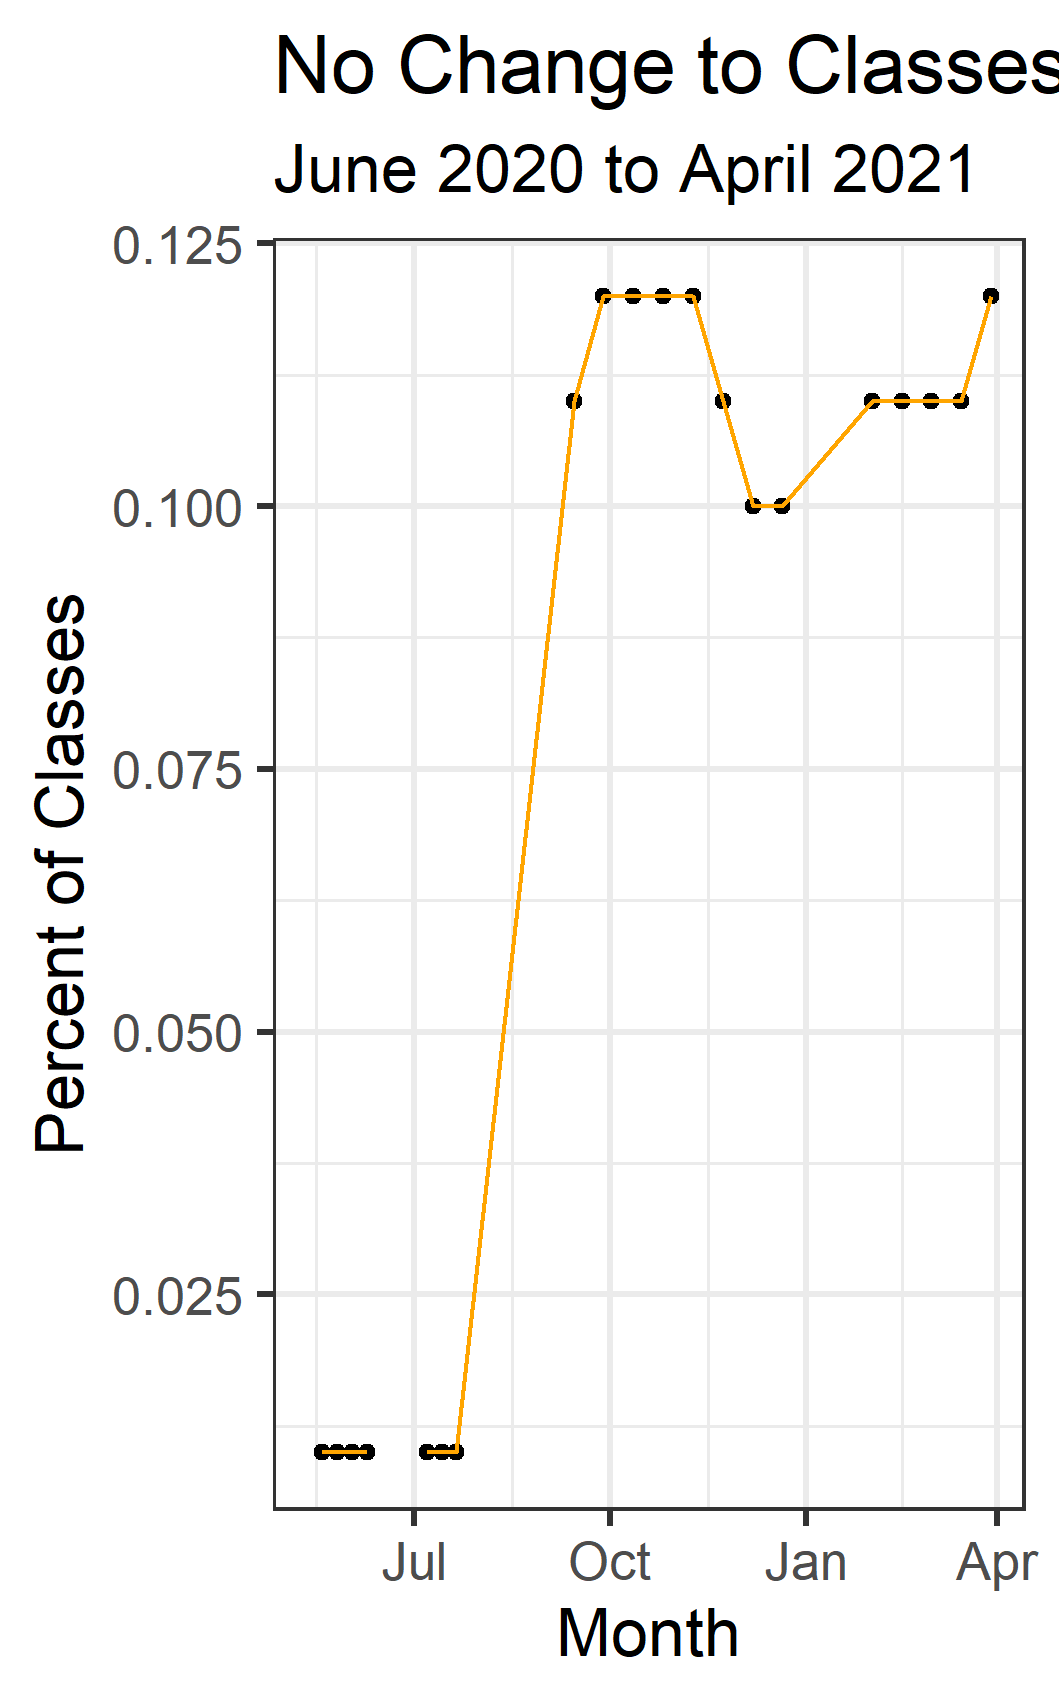 No Change to Classes
June 2020 to April 2021
0.125
0.100
0.075
0.050
0.025
Percent of Classes
Jul Oct Jan Apr
Month